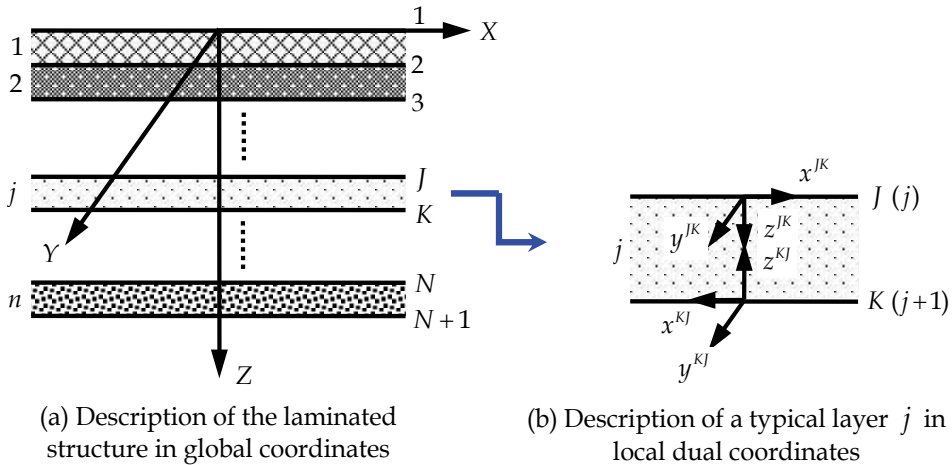 1
X
1
2
2
3
j
J
K
Y
n
N
N + 1
Z
(a) Description of the laminated
structure in global coordinates
x^{JK}
J (j)
y^{JK}
z^{JK}
j
z^{KJ}
K (j+1)
x^{KJ}
y^{KJ}
(b) Description of a typical layer j in
local dual coordinates